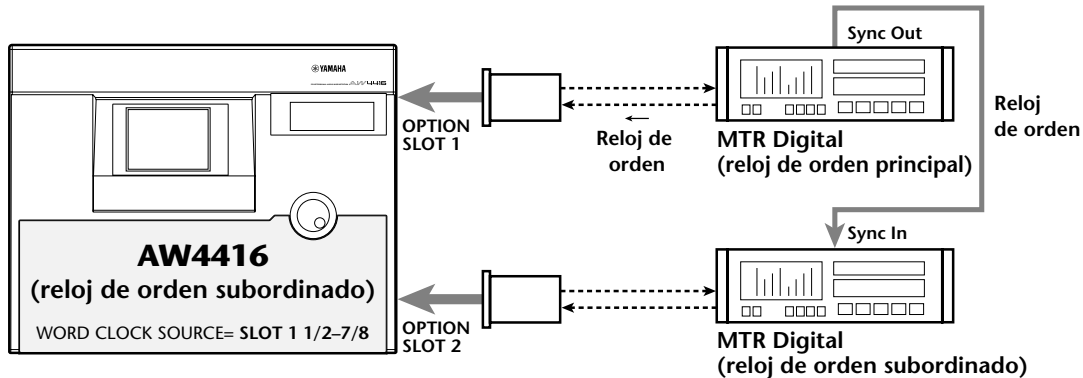 YAMAHA
AW4416
OPTION
SLOT 1
Reloj de
orden
Sync Out
MTR Digital
(reloj de orden principal)
Reloj
de orden
AW4416
(reloj de orden subordinado)
WORD CLOCK SOURCE= SLOT 1 1/2–7/8
OPTION
SLOT 2
Sync In
MTR Digital
(reloj de orden subordinado)